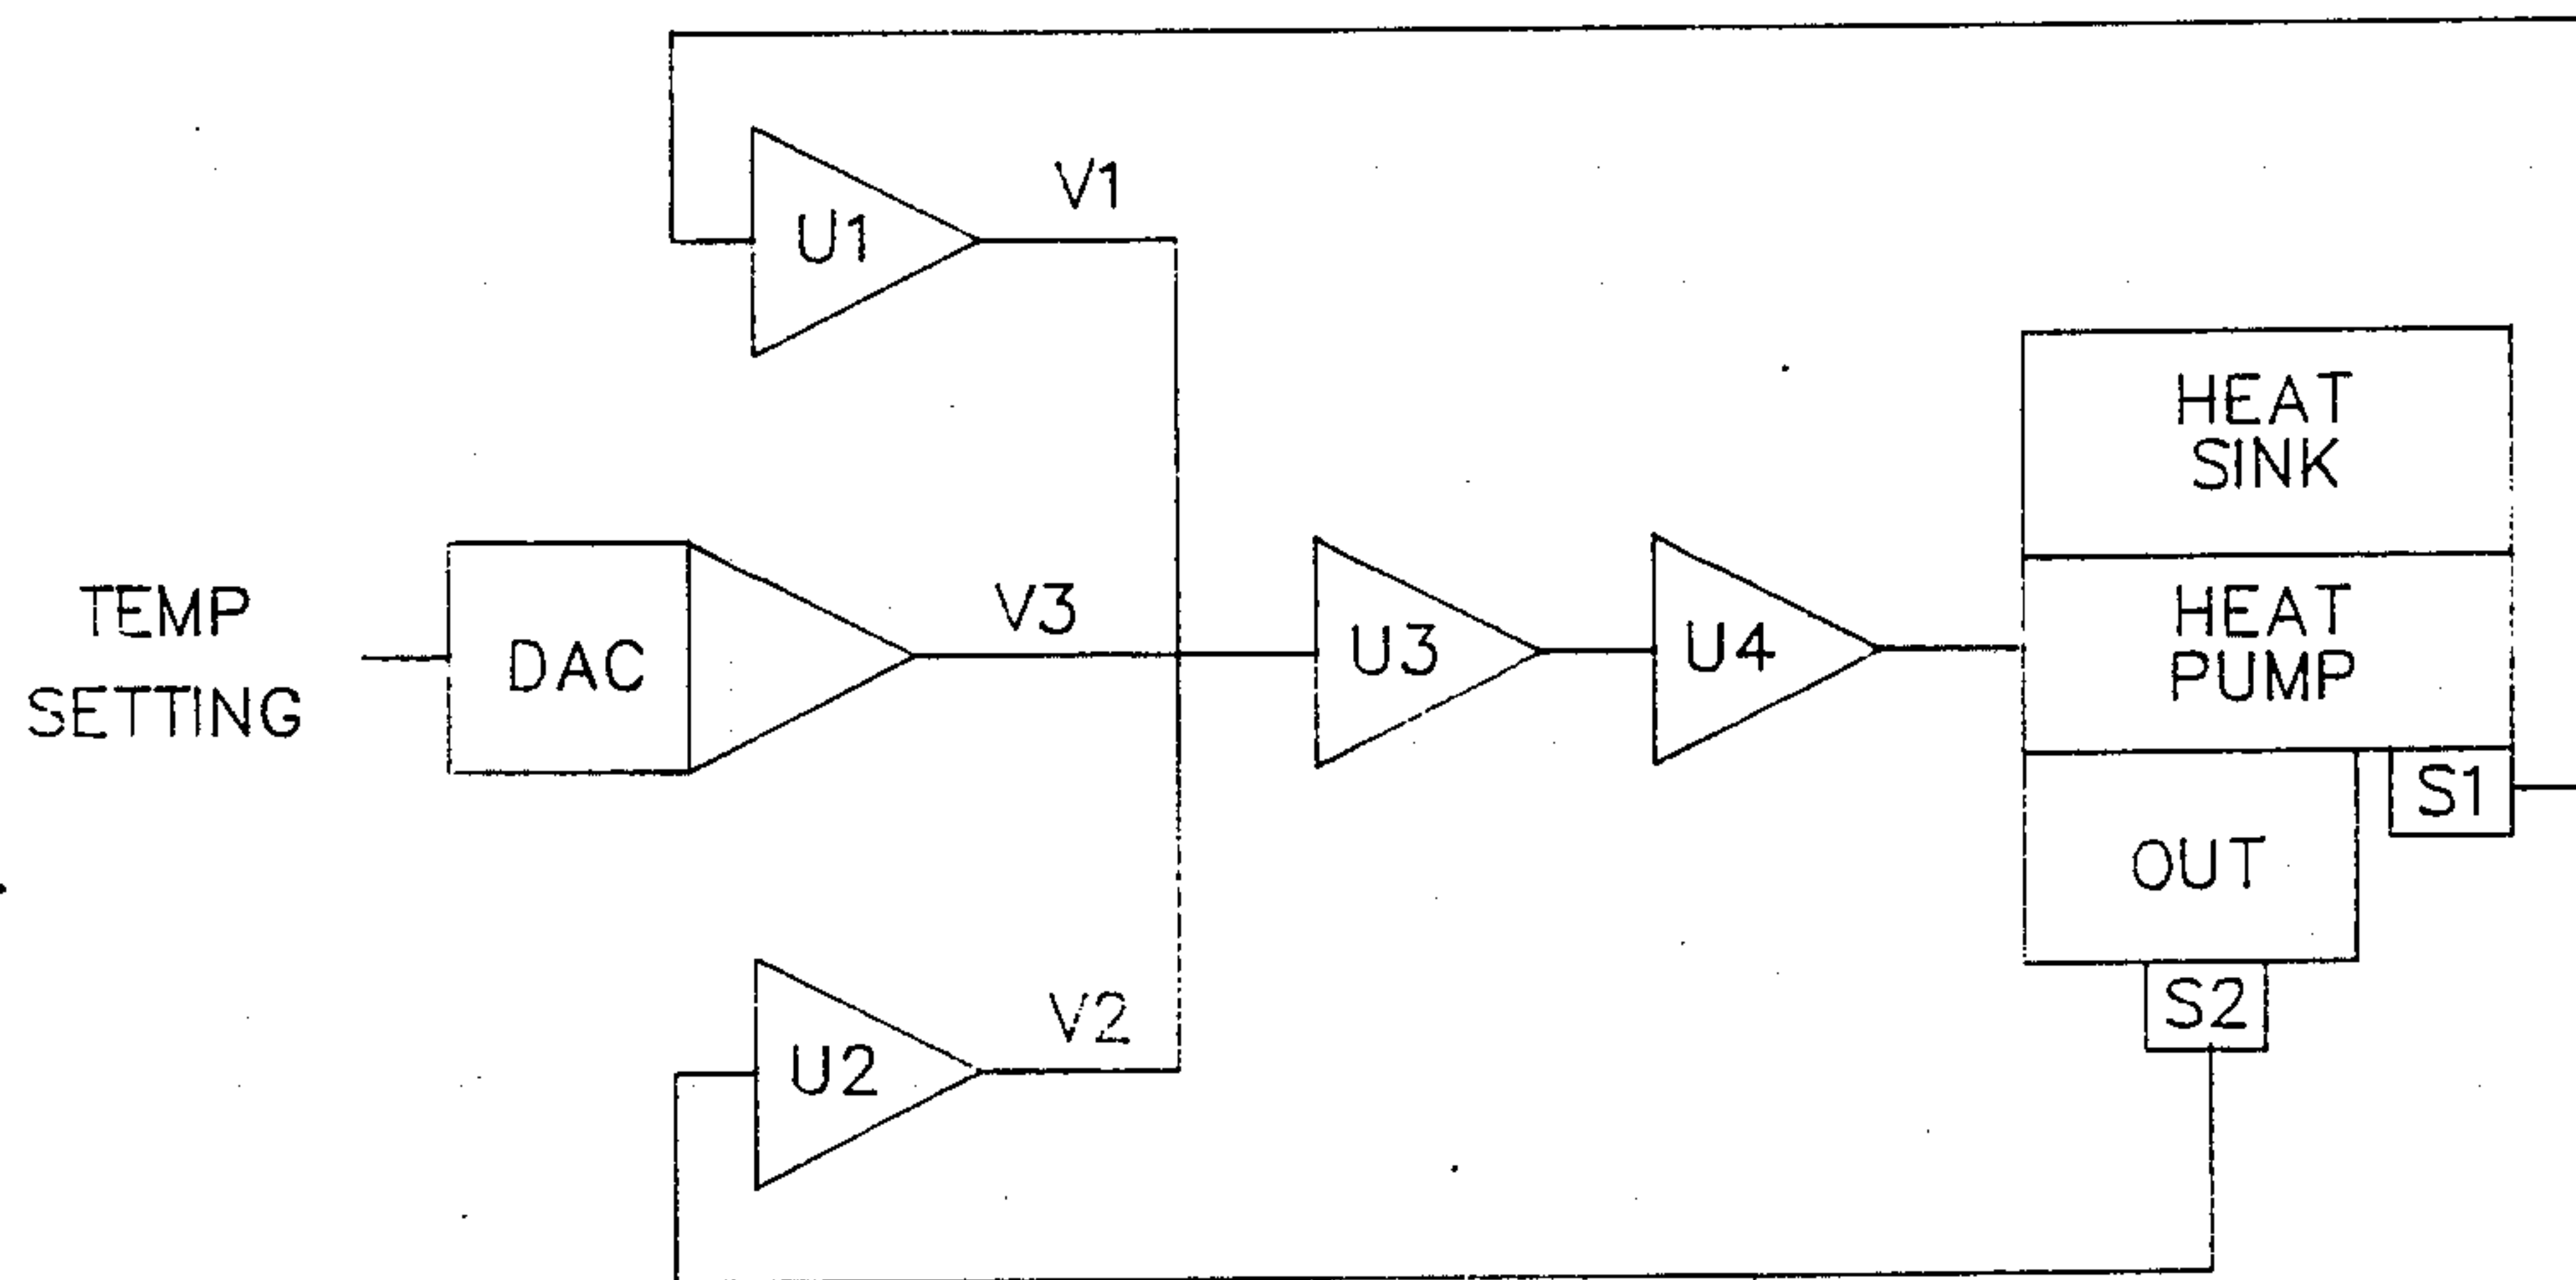 V1
U1
HEAT
SINK
TEMP
SETTING
DAC
V3
U3
U4
HEAT
PUMP
S1
OUT
V2
U2
S2